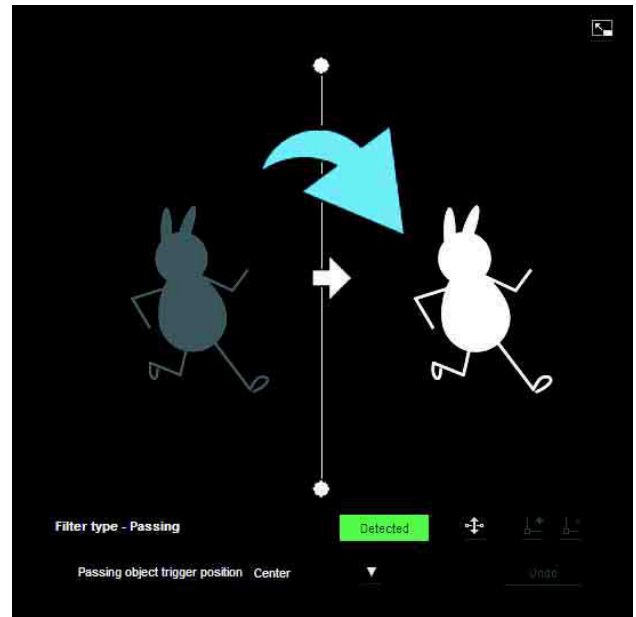 Filter type - Passing
Detected
Passing object trigger position Center
Undo